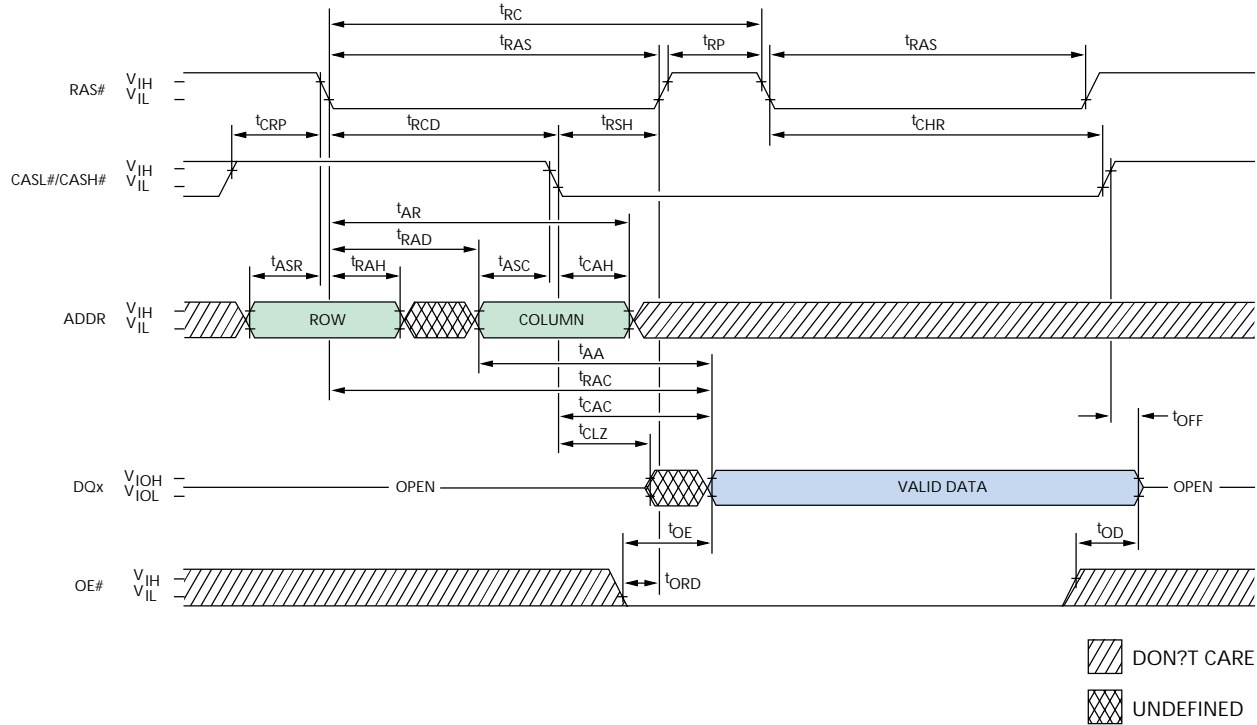 tRC
tRAS tRP tRAS
RAS# VIH
VIL
tCRP tRCD tRSH tCHR
CASL#/CASH# VIH
VIL
tAR
tRAD
tASR tRAH tASC tCAH
ADDR VIH
VIL
ROW COLUMN
tAA
tRAC
tCAC
tOFF
tCLZ
DQx VIOH
VIOL
OPEN VALID DATA OPEN
tOE tOD
OE# VIH
VIL
tORD
DON?T CARE
UNDEFINED